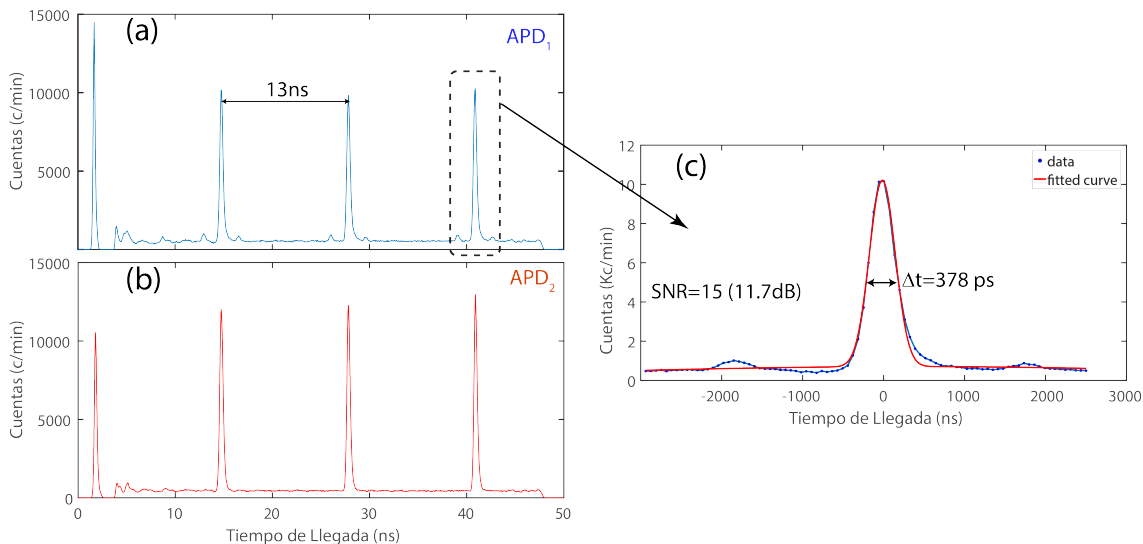 (a)
APD1
15000
10000
5000
0
Cuentas (c/min)
13ns
(b)
APD2
15000
10000
5000
0
Cuentas (c/min)
0 10 20 30 40 50
Tiempo de Llegada (ns)
(c)
data
fitted curve
12
10
8
6
4
2
0
Cuentas (Kc/min)
SNR=15 (11.7dB)
Δt=378 ps
-2000 -1000 0 1000 2000 3000
Tiempo de Llegada (ns)